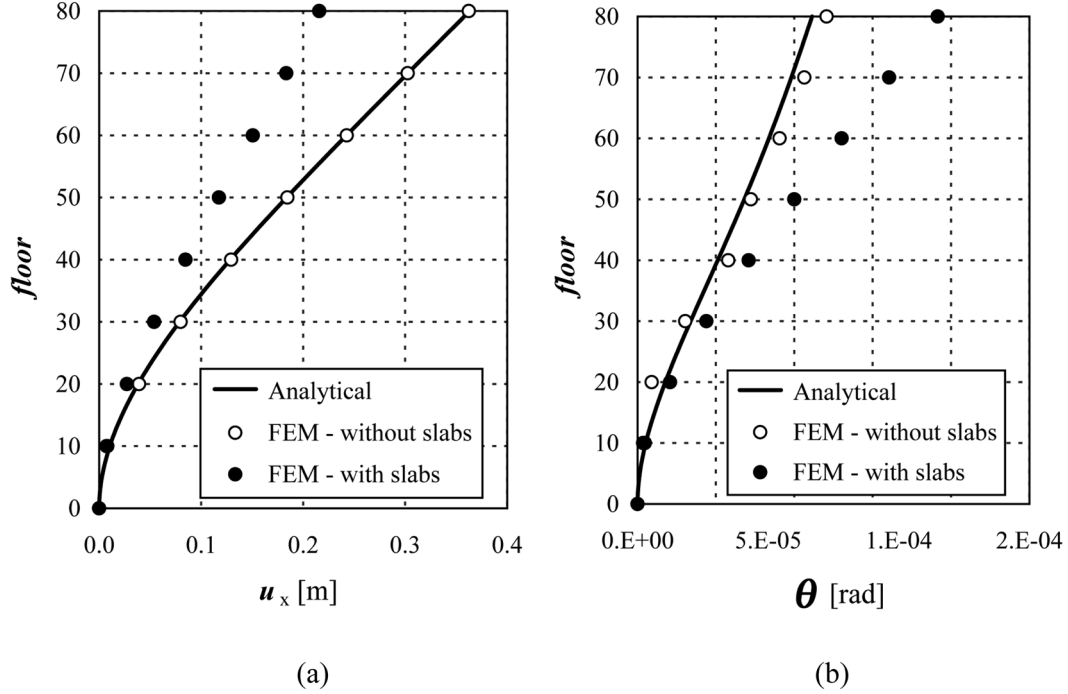 80
70
60
50
40
30
20
10
0
floor
Analytical
FEM - without slabs
FEM - with slabs
0.0 0.1 0.2 0.3 0.4
u x [m]
(a)
80
70
60
50
40
30
20
10
0
floor
Analytical
FEM - without slabs
FEM - with slabs
0.E+00 5.E-05 1.E-04 2.E-04
θ [rad]
(b)